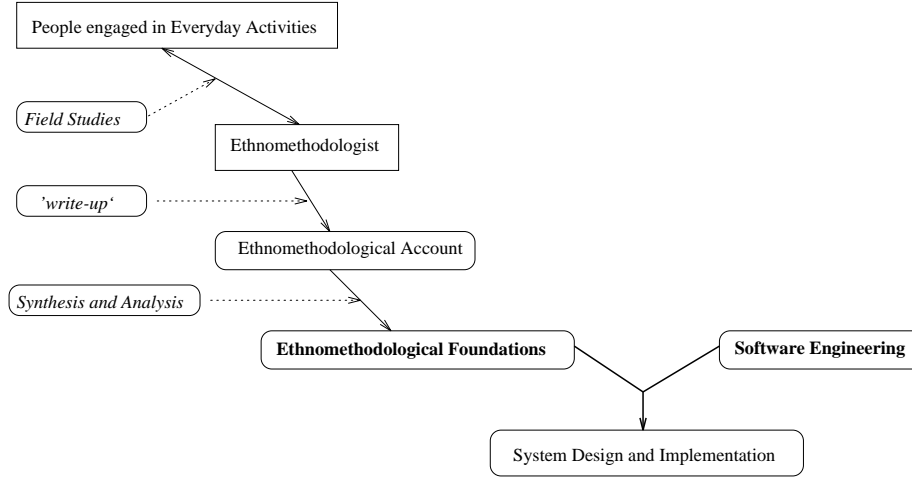 People engaged in Everyday Activities
Field Studies
Ethnomethodologist
’write-up‘
Ethnomethodological Account
Synthesis and Analysis
Ethnomethodological Foundations
Software Engineering
System Design and Implementation